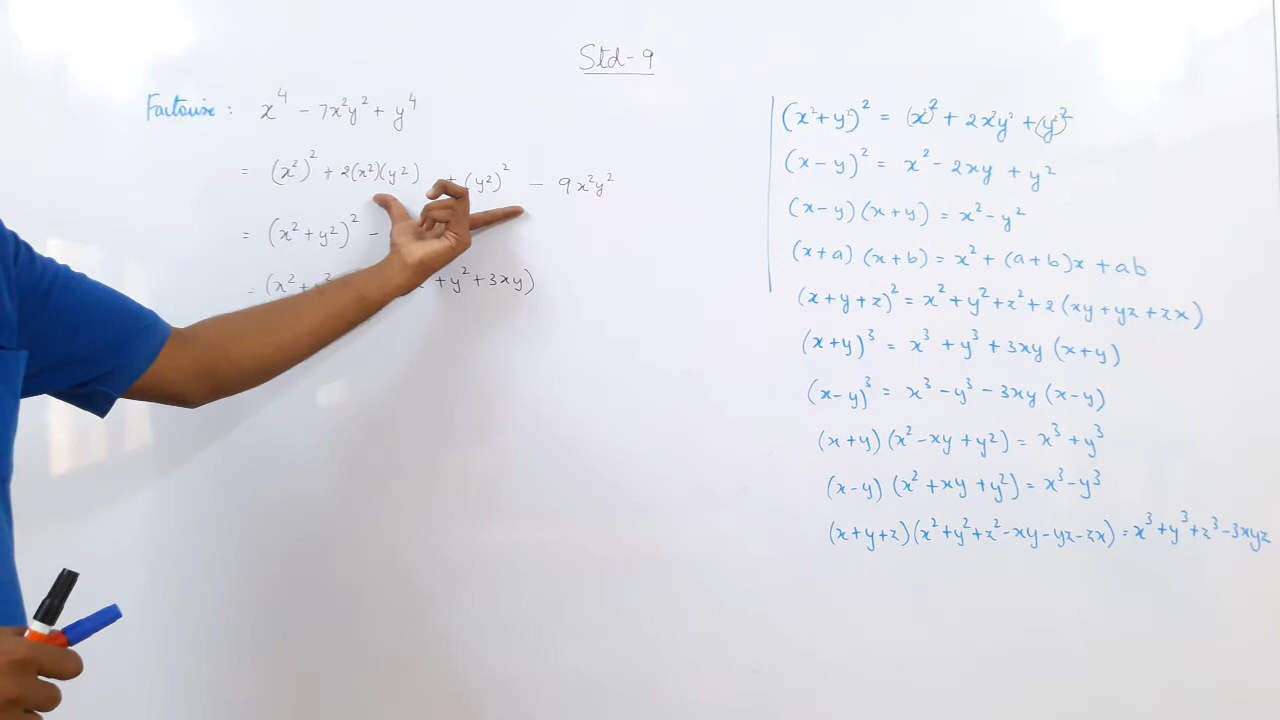 Std-9
Factorise : x⁴ - 7x²y² + y⁴
= (x²)² + 2(x²)(y²) + (y²)² - 9x²y²
= (x² + y²)² -
= (x² + y² + 3xy)
(x²+y²)² = (x²)² + 2x²y² + (y²)²
(x-y)² = x² - 2xy + y²
(x-y)(x+y) = x² - y²
(x+a)(x+b) = x² + (a+b)x + ab
(x+y+z)² = x² + y² + z² + 2(xy+yz+zx)
(x+y)³ = x³ + y³ + 3xy(x+y)
(x-y)³ = x³ - y³ - 3xy(x-y)
(x+y)(x²-xy+y²) = x³+y³
(x-y)(x²+xy+y²) = x³-y³
(x+y+z)(x²+y²+z²-xy-yz-zx) = x³+y³+z³-3xyz